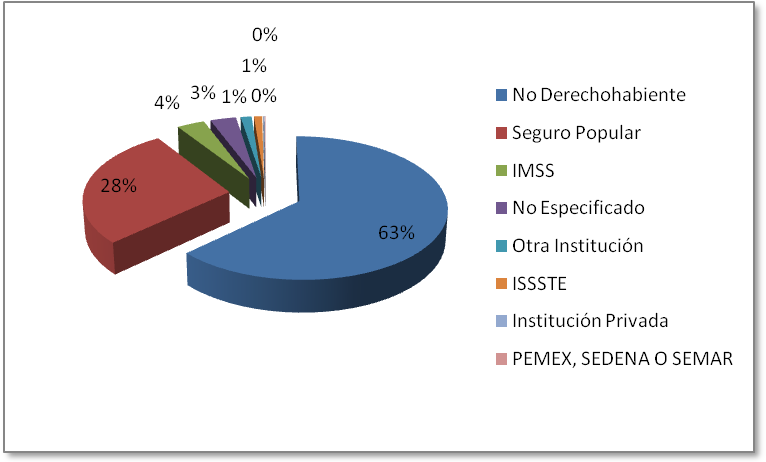 0%
1%
3%
4%
1%
0%
28%
63%
No Derechohabiente
Seguro Popular
IMSS
No Especificado
Otra Institución
ISSSTE
Institución Privada
PEMEX, SEDENA O SEMAR